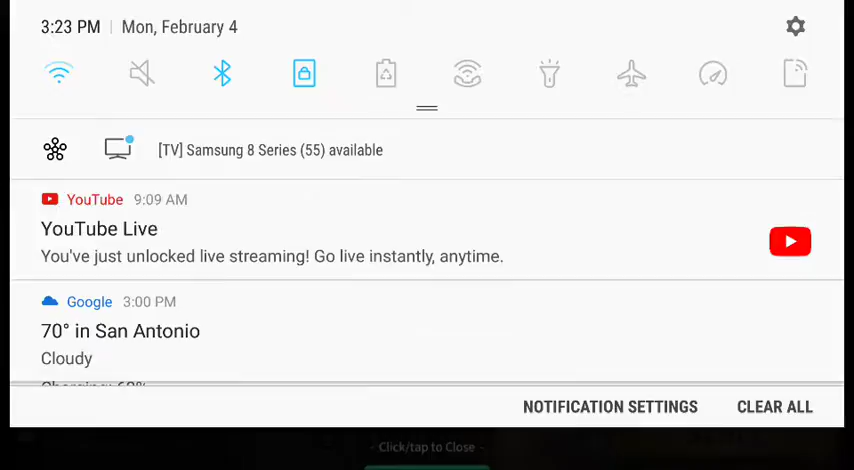 3:23 PM | Mon, February 4
[TV] Samsung 8 Series (55) available
YouTube 9:09 AM
YouTube Live
You've just unlocked live streaming! Go live instantly, anytime.
Google 3:00 PM
70° in San Antonio
Cloudy
NOTIFICATION SETTINGS CLEAR ALL
- Click/tap to Close -